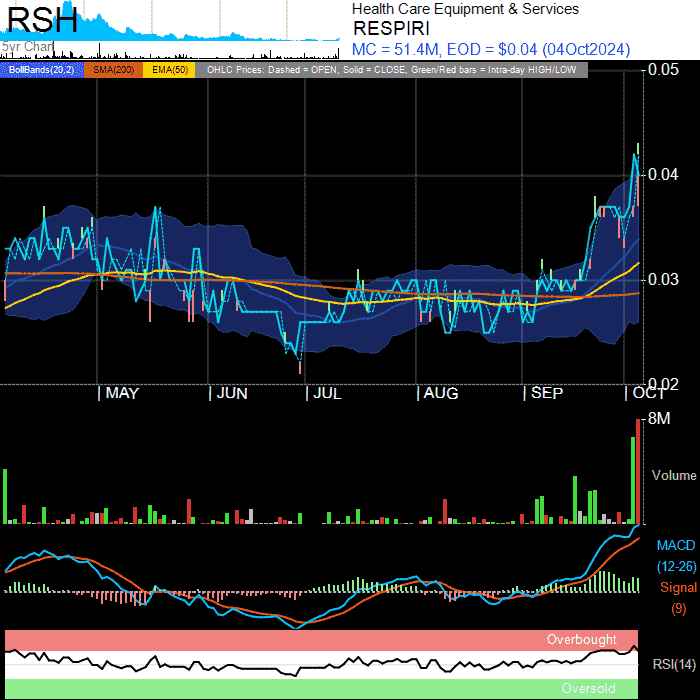 RSH
5yr Chart
Health Care Equipment & Services
RESPIRI
MC = 51.4M, EOD = $0.04 (04Oct2024)
BollBands(20,2) SMA(200) EMA(50) OHLC Prices: Dashed = OPEN, Solid = CLOSE, Green/Red bars = Intra-day HIGH/LOW
0.05
0.04
0.03
0.02
MAY JUN JUL AUG SEP OCT
8M
Volume
MACD
(12-26)
Signal
(9)
Overbought
RSI(14)
Oversold